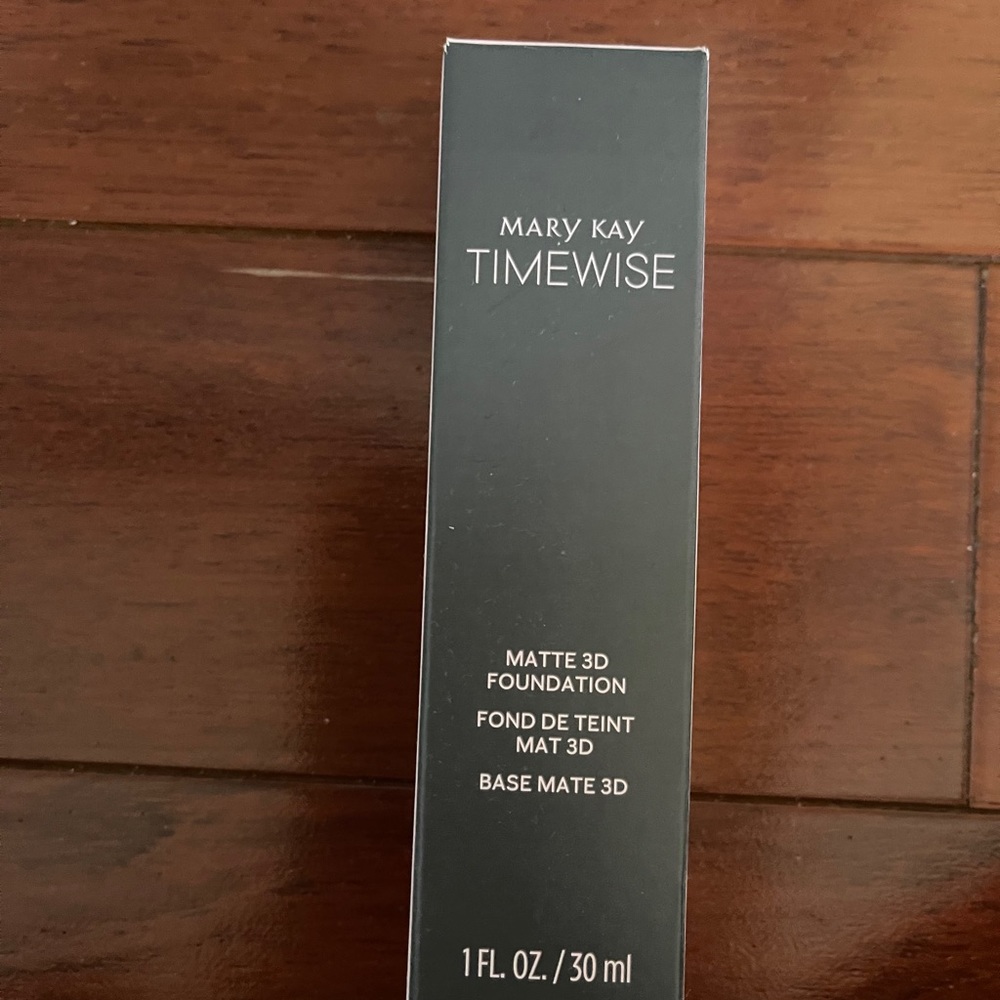 MARY KAY
TIMEWISE
MATTE 3D
FOUNDATION
FOND DE TEINT
MAT 3D
BASE MATE 3D
1 FL. OZ. / 30 ml